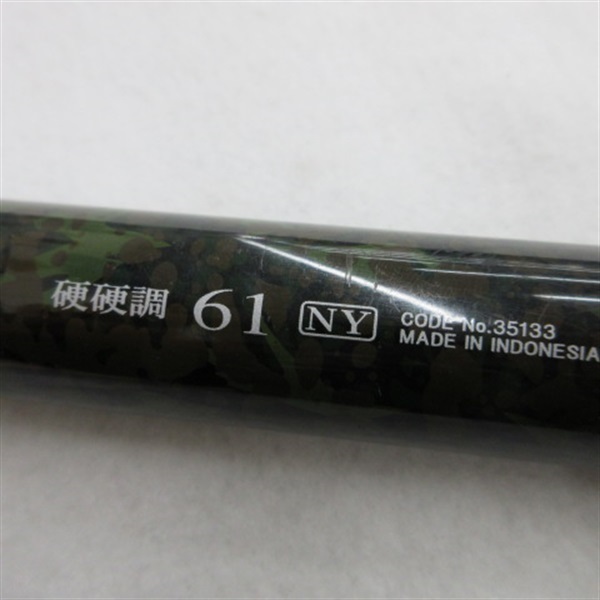 硬硬調 61 NY
CODE No.35133
MADE IN INDONESIA